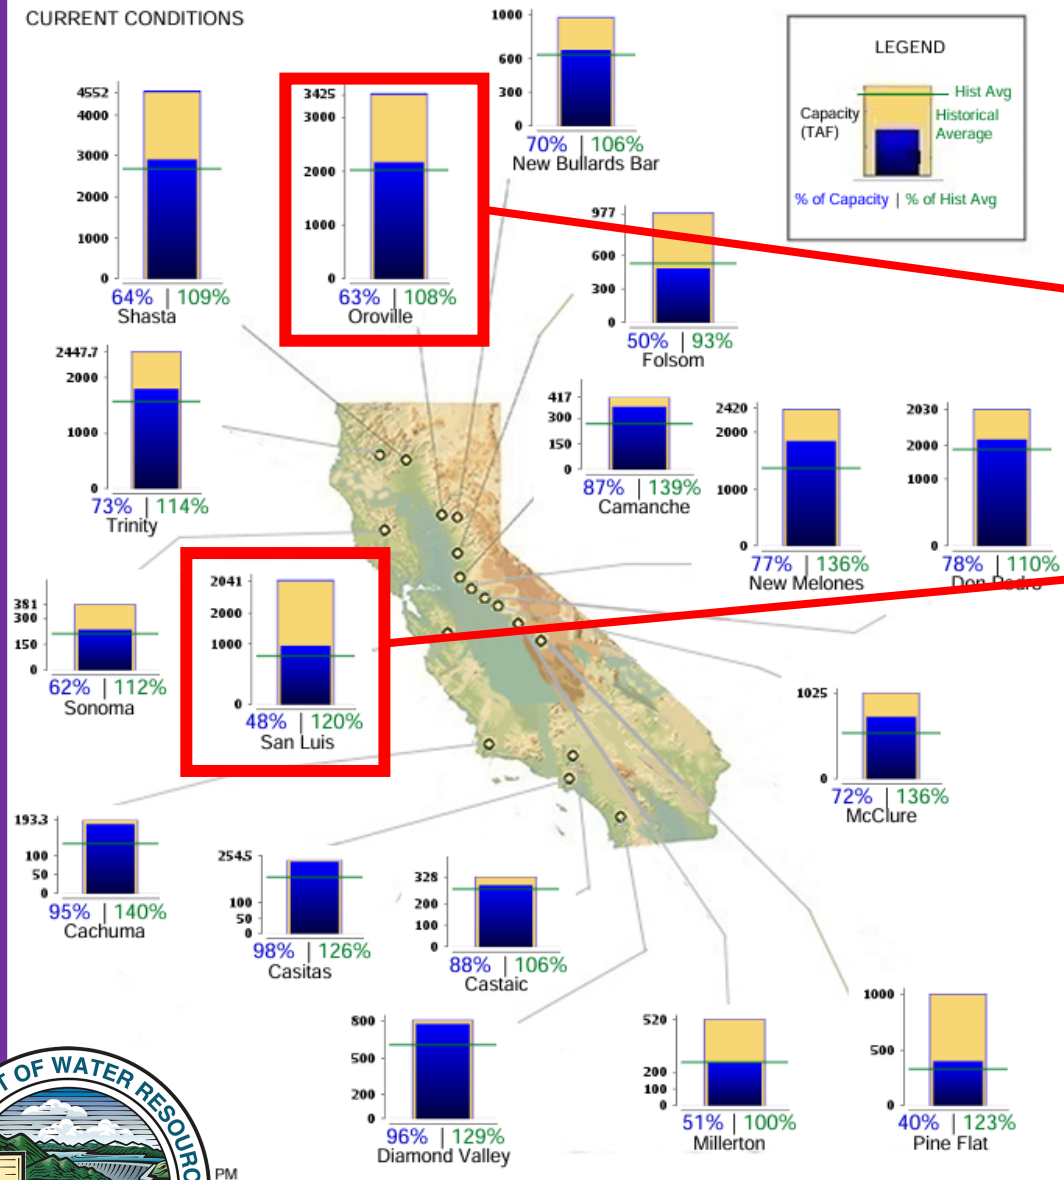 CURRENT CONDITIONS
1000
600
300
0
70% | 106%
New Bullards Bar
LEGEND
Hist Avg
Capacity
(TAF)
Historical
Average
% of Capacity | % of Hist Avg
4552
4000
3000
2000
1000
0
64% | 109%
Shasta
3425
3000
2000
1000
0
63% | 108%
Oroville
977
600
300
0
50% | 93%
Folsom
2447.7
2000
1000
0
73% | 114%
Trinity
417
300
150
0
87% | 139%
Camanche
2420
2000
1000
0
77% | 136%
New Melones
2030
2000
1000
0
78% | 110%
Don Pedro
381
300
150
0
62% | 112%
Sonoma
2041
2000
1000
0
48% | 120%
San Luis
1025
0
72% | 136%
McClure
193.3
100
50
0
95% | 140%
Cachuma
254.5
100
50
0
98% | 126%
Casitas
328
200
100
0
88% | 106%
Castaic
800
500
200
0
96% | 129%
Diamond Valley
520
200
100
0
51% | 100%
Millerton
1000
500
0
40% | 123%
Pine Flat
T OF WATER RESOURC
PM